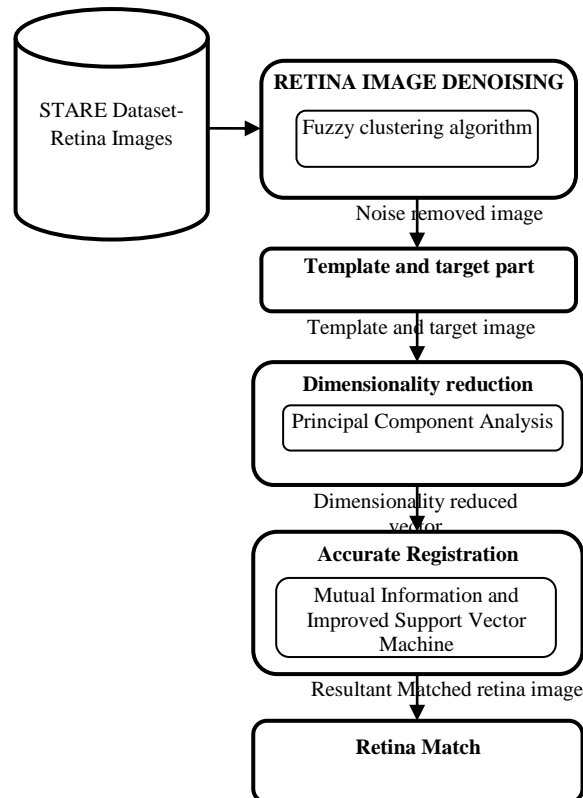 STARE Dataset-
Retina Images
RETINA IMAGE DENOISING
Fuzzy clustering algorithm
Noise removed image
Template and target part
Template and target image
Dimensionality reduction
Principal Component Analysis
Dimensionality reduced
vector
Accurate Registration
Mutual Information and
Improved Support Vector
Machine
Resultant Matched retina image
Retina Match